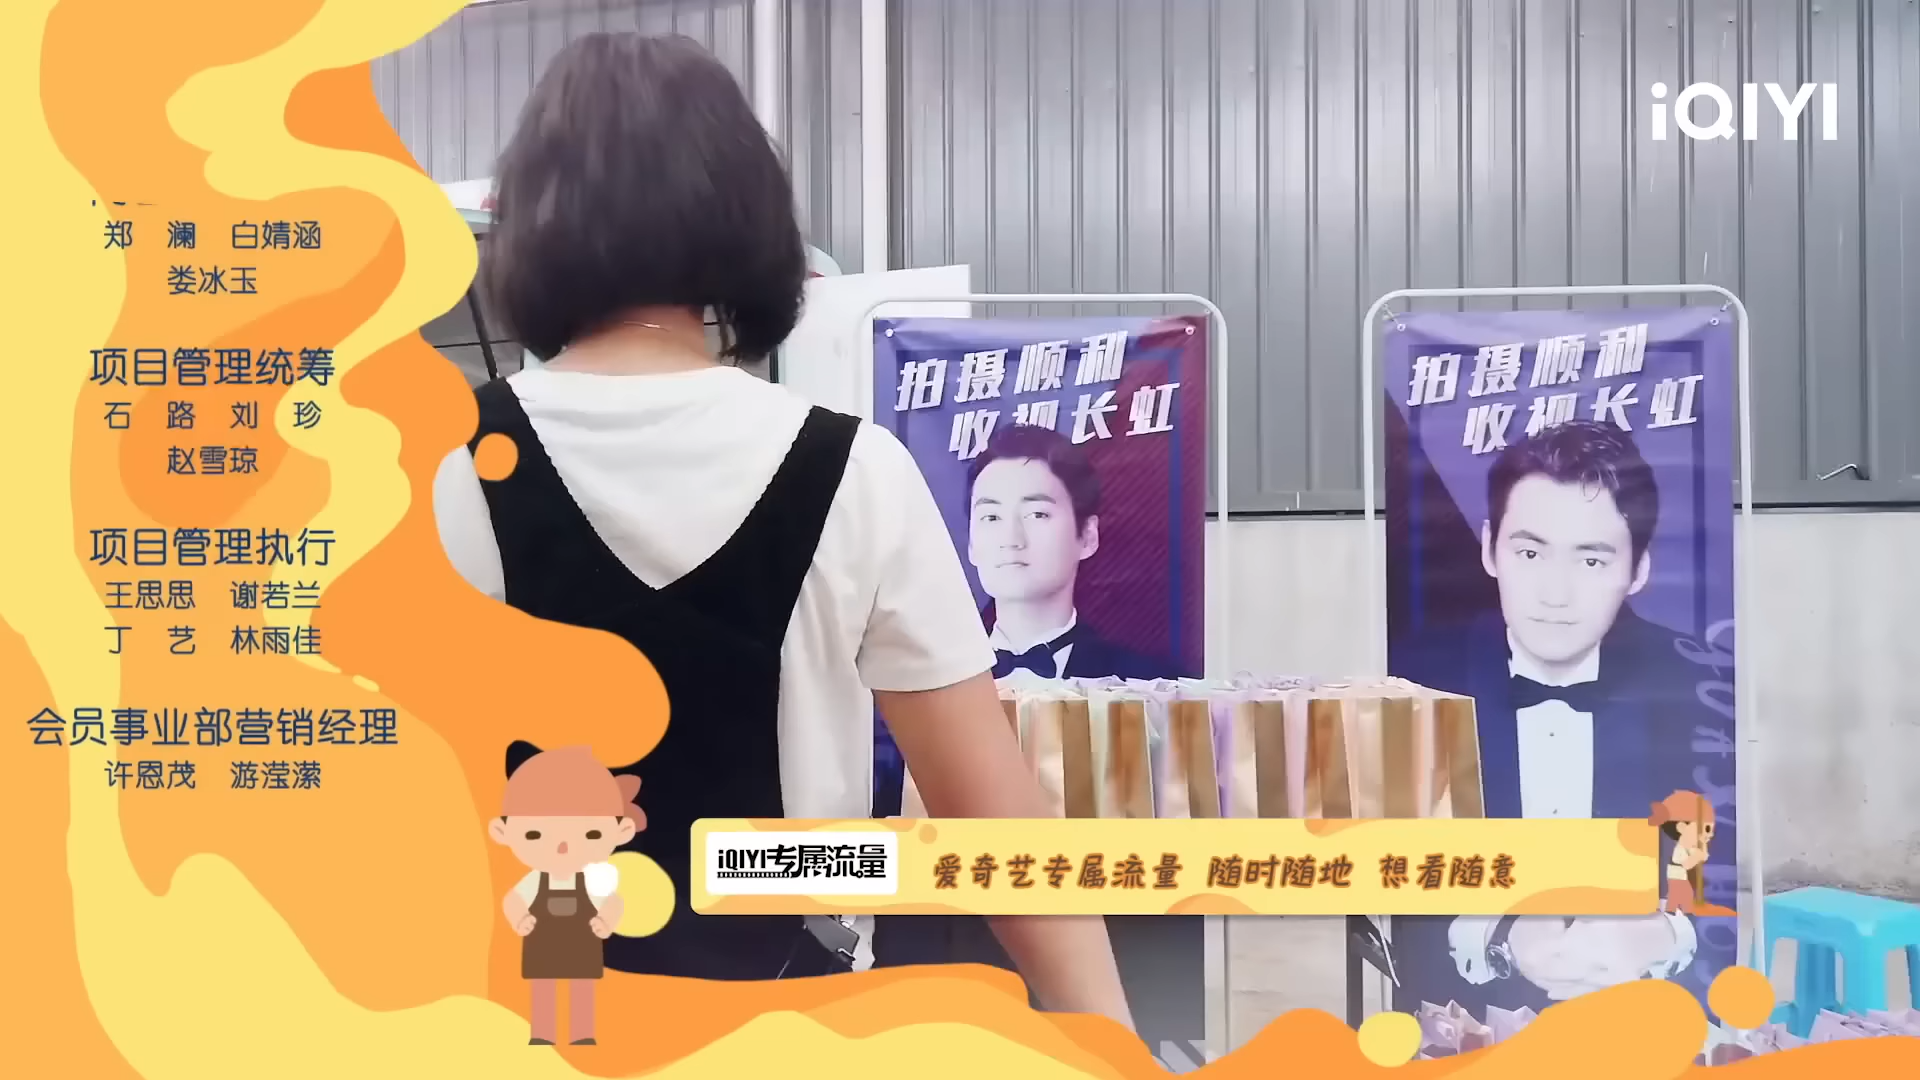 iQIYI
郑 澜 白婧涵
娄冰玉
项目管理统筹
石 路 刘 珍
赵雪琼
项目管理执行
王思思 谢若兰
丁 艺 林雨佳
会员事业部营销经理
许恩茂 游滢潆
拍摄顺利
收视长虹
拍摄顺利
收视长虹
iQIYI专属流量
爱奇艺专属流量 随时随地 想看随意